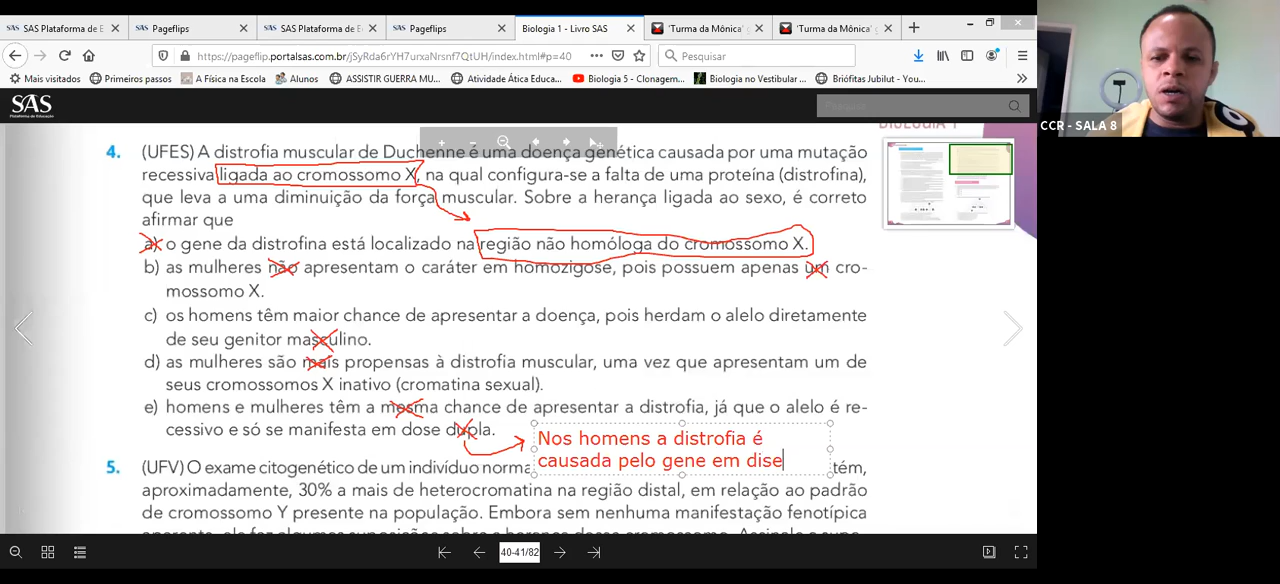 SAS Plataforma de E
Pageflips
SAS Plataforma de E
Pageflips
Biologia 1 - Livro SAS
'Turma da Mônica'
'Turma da Mônica'
https://pageflip.portalsas.com.br/jSyRda6rYH7urxaNrsnf7QtUH/index.html#p=40
Pesquisar
Mais visitados
Primeiros passos
A Física na Escola
Alunos
ASSISTIR GUERRA MU...
Atividade Ática Educa...
Biologia 5 - Clonagem...
Biologia no Vestibular ...
Briófitas Jubilut - You...
CCR - SALA 8
SAS
Pesquisa
BIOLOGIA 1
4. (UFES) A distrofia muscular de Duchenne é uma doença genética causada por uma mutação
recessiva ligada ao cromossomo X, na qual configura-se a falta de uma proteína (distrofina),
que leva a uma diminuição da força muscular. Sobre a herança ligada ao sexo, é correto
afirmar que
a) o gene da distrofina está localizado na região não homóloga do cromossomo X.
b) as mulheres não apresentam o caráter em homozigose, pois possuem apenas um cro-
mossomo X.
c) os homens têm maior chance de apresentar a doença, pois herdam o alelo diretamente
de seu genitor masculino.
d) as mulheres são mais propensas à distrofia muscular, uma vez que apresentam um de
seus cromossomos X inativo (cromatina sexual).
e) homens e mulheres têm a mesma chance de apresentar a distrofia, já que o alelo é re-
cessivo e só se manifesta em dose dupla.
Nos homens a distrofia é
causada pelo gene em dise
5. (UFV) O exame citogenético de um indivíduo norma tém,
aproximadamente, 30% a mais de heterocromatina na região distal, em relação ao padrão
de cromossomo Y presente na população. Embora sem nenhuma manifestação fenotípica
40-41/82